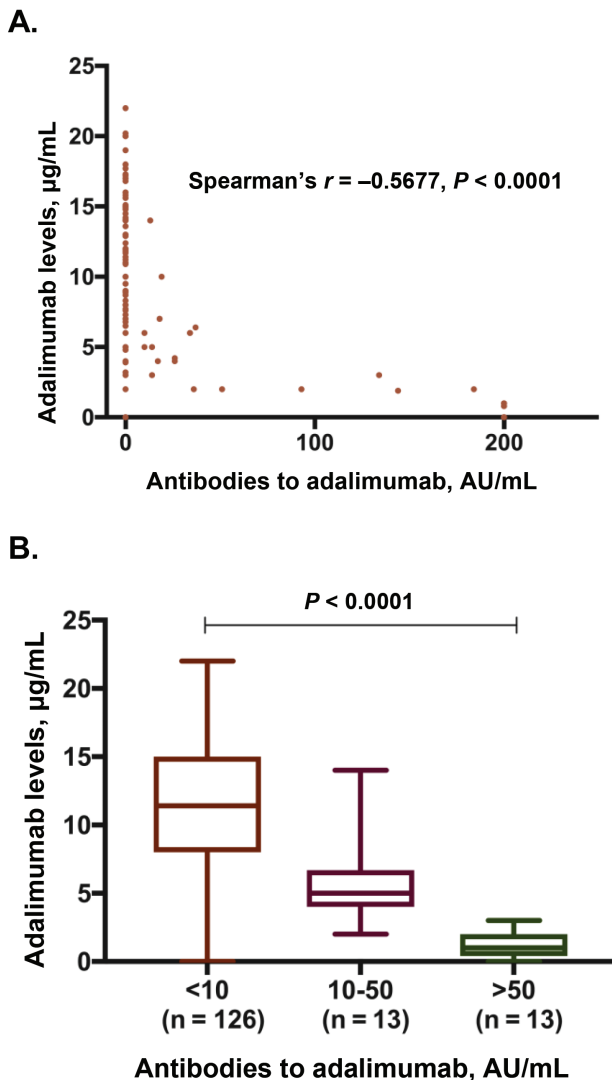 A.
Adalimumab levels, µg/mL
25
20
15
10
5
0
Spearman's r = –0.5677, P < 0.0001
0 100 200
Antibodies to adalimumab, AU/mL
B.
P < 0.0001
Adalimumab levels, µg/mL
25
20
15
10
5
0
<10 10-50 >50
(n = 126) (n = 13) (n = 13)
Antibodies to adalimumab, AU/mL